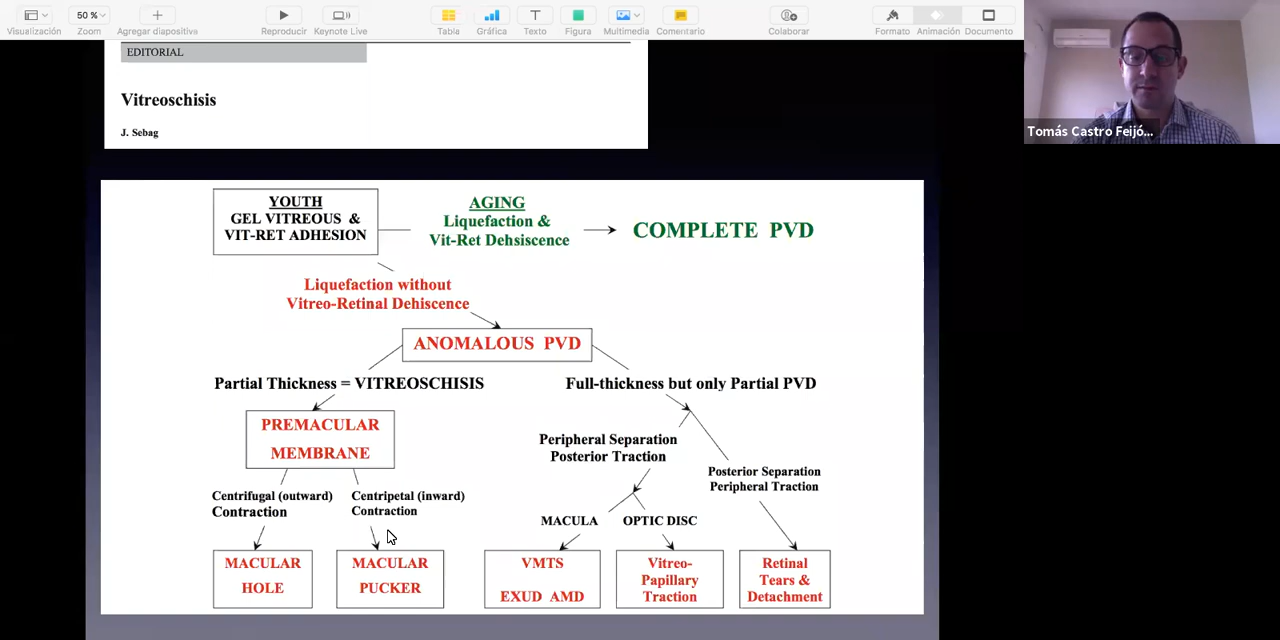 50 %
Visualización
Zoom
Agregar diapositiva
Reproducir
Keynote Live
Tabla
Gráfica
Texto
Figura
Multimedia
Comentario
Colaborar
Formato
Animación
Documento
Tomás Castro Feijó...
EDITORIAL
Vitreoschisis
J. Sebag
YOUTH
GEL VITREOUS &
VIT-RET ADHESION
AGING
Liquefaction &
Vit-Ret Dehsiscence
COMPLETE PVD
Liquefaction without
Vitreo-Retinal Dehiscence
ANOMALOUS PVD
Partial Thickness = VITREOSCHISIS
Full-thickness but only Partial PVD
PREMACULAR
MEMBRANE
Peripheral Separation
Posterior Traction
Posterior Separation
Peripheral Traction
Centrifugal (outward)
Contraction
Centripetal (inward)
Contraction
MACULA
OPTIC DISC
MACULAR
HOLE
MACULAR
PUCKER
VMTS
EXUD AMD
Vitreo-
Papillary
Traction
Retinal
Tears &
Detachment